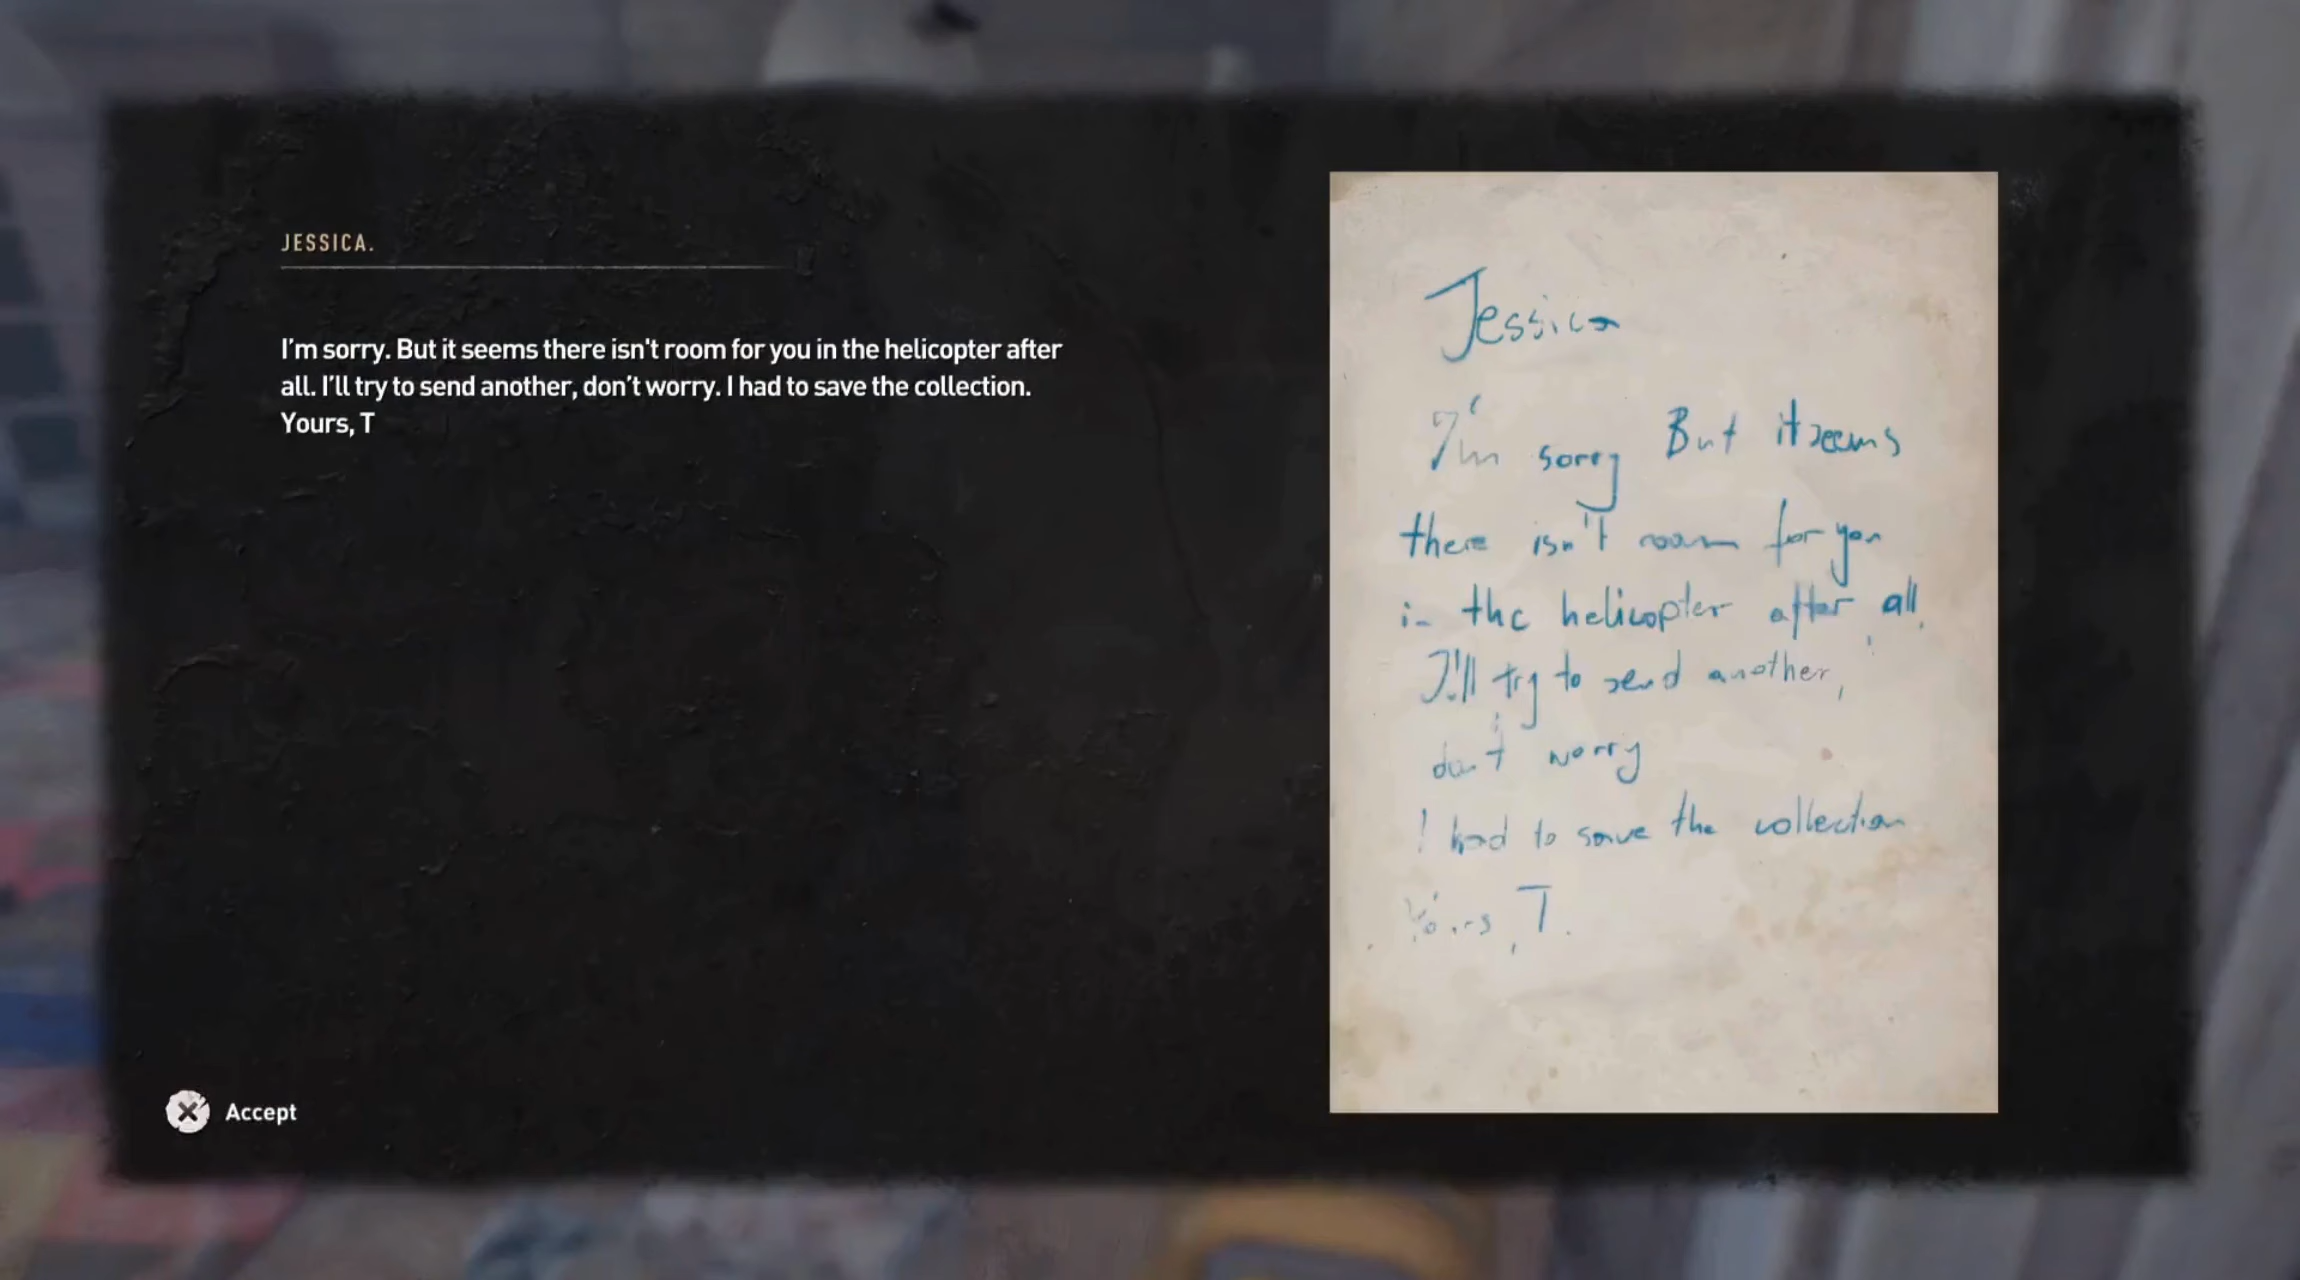 JESSICA.
I'm sorry. But it seems there isn't room for you in the helicopter after
all. I'll try to send another, don't worry. I had to save the collection.
Yours, T
Accept
Jessica
I'm sorry But it seems
there isn't room for you
in the helicopter after all.
I'll try to send another,
don't worry
I had to save the collection
Yours, T.